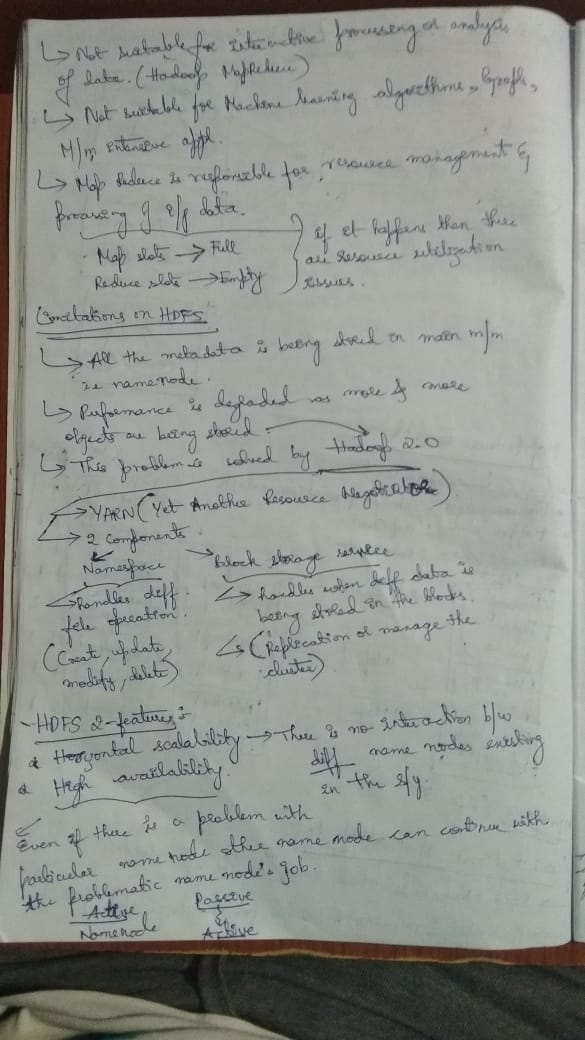 ↳ Not suitable for interactive processing or analysis
of data. (Hadoop MapReduce)
↳ Not suitable for Machine learning algorithms, Graphs,
M/m intensive appl.
↳ Map Reduce is responsible for resource management &
processing of data.
Map slots → Full
Reduce slots → Empty
if it happens then there
are resource utilization
issues.
Limitations on HDFS
↳ All the metadata is being stored in main m/m
ie namenode.
↳ Performance is degraded as more & more
objects are being stored.
↳ This problem is solved by Hadoop 2.0
→ YARN (Yet Another Resource Negotiator)
→ 2 components
Namespace
↳ handles diff
file operation.
(Create, update,
modify, delete)
Block storage service
↳ handles when diff data is
being stored in the blocks.
↳ (Replication or manage the
cluster)
- HDFS 2-features:-
* Horyontal scalability → There is no interaction b/w
diff name nodes existing
in the s/y.
* High availability.
Even if there is a problem with
particular name node other name node can continue with
the problematic name node's job.
Active Passive
Namenode Active